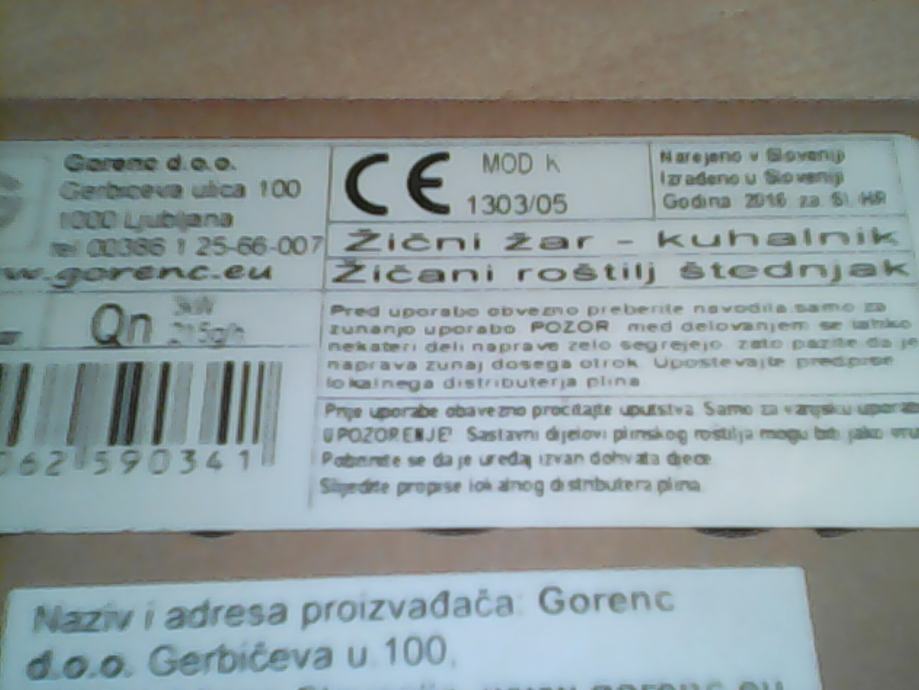 Gorenc d.o.o.
Gerbičeva ulica 100
1000 Ljubljana
tel 00386 1 25-66-007
w.gorenc.eu
CE
MOD K
1303/05
Narejeno v Sloveniji
Izrađeno u Sloveniji
Godina 2016 za SI HR
Žični žar - kuhalnik
Žičani roštilj štednjak
Qn
215g/h
Pred uporabo obvezno preberite navodila samo za
zunanjo uporabo POZOR med delovanjem se lahko
nekateri deli naprave zelo segrejejo zato pazite da je
naprava zunaj dosega otrok Upoštevajte predpise
lokalnega distributerja plina
Prije uporabe obavezno pročitajte uputstva Samo za vanjsku uporab
UPOZORENJE! Sastavni dijelovi plinskog roštilja mogu biti jako vru
Pobrinite se da je uređaj izvan dohvata djece
Slijedite propise lokalnog distributera plina
062 590341
Naziv i adresa proizvađača: Gorenc
d.o.o. Gerbičeva u 100,